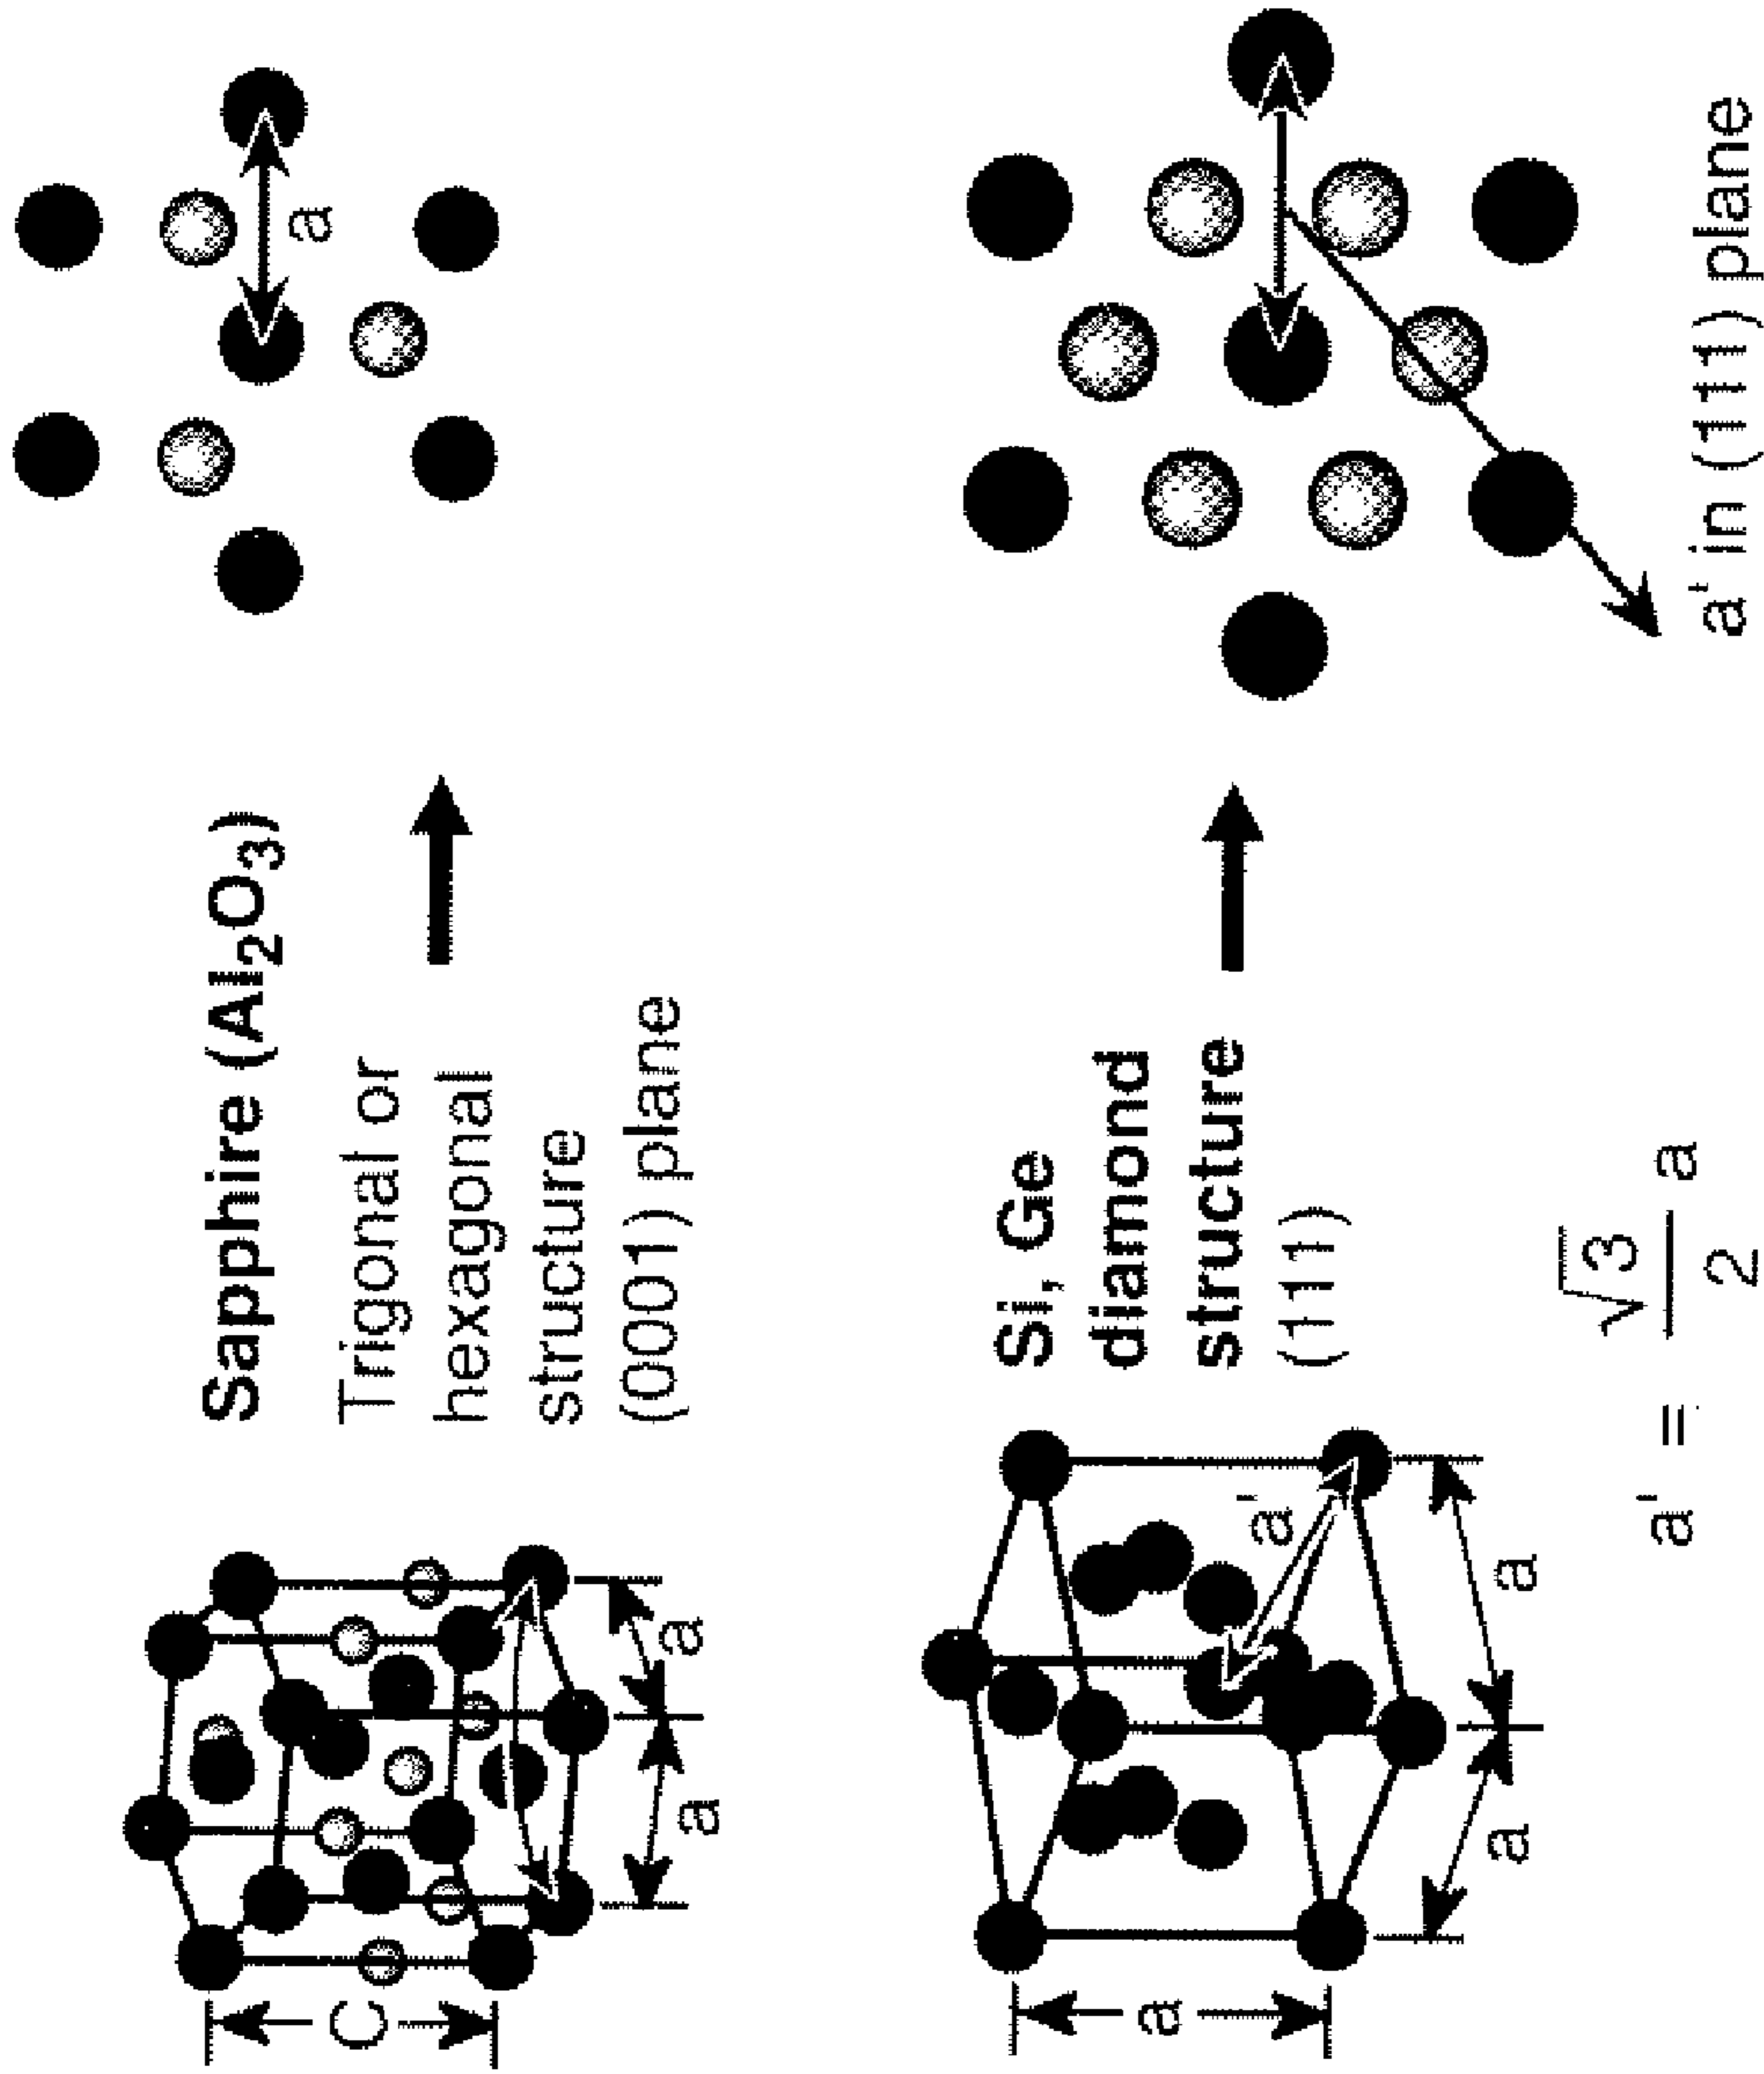 Sapphire (Al₂O₃)
Trigonal or
hexagonal
structure
(0001) plane
C
a
a
a
Si, Ge
diamond
structure
(111)
a
a'
a
a
a' = √3/2 a
a' in (111) plane